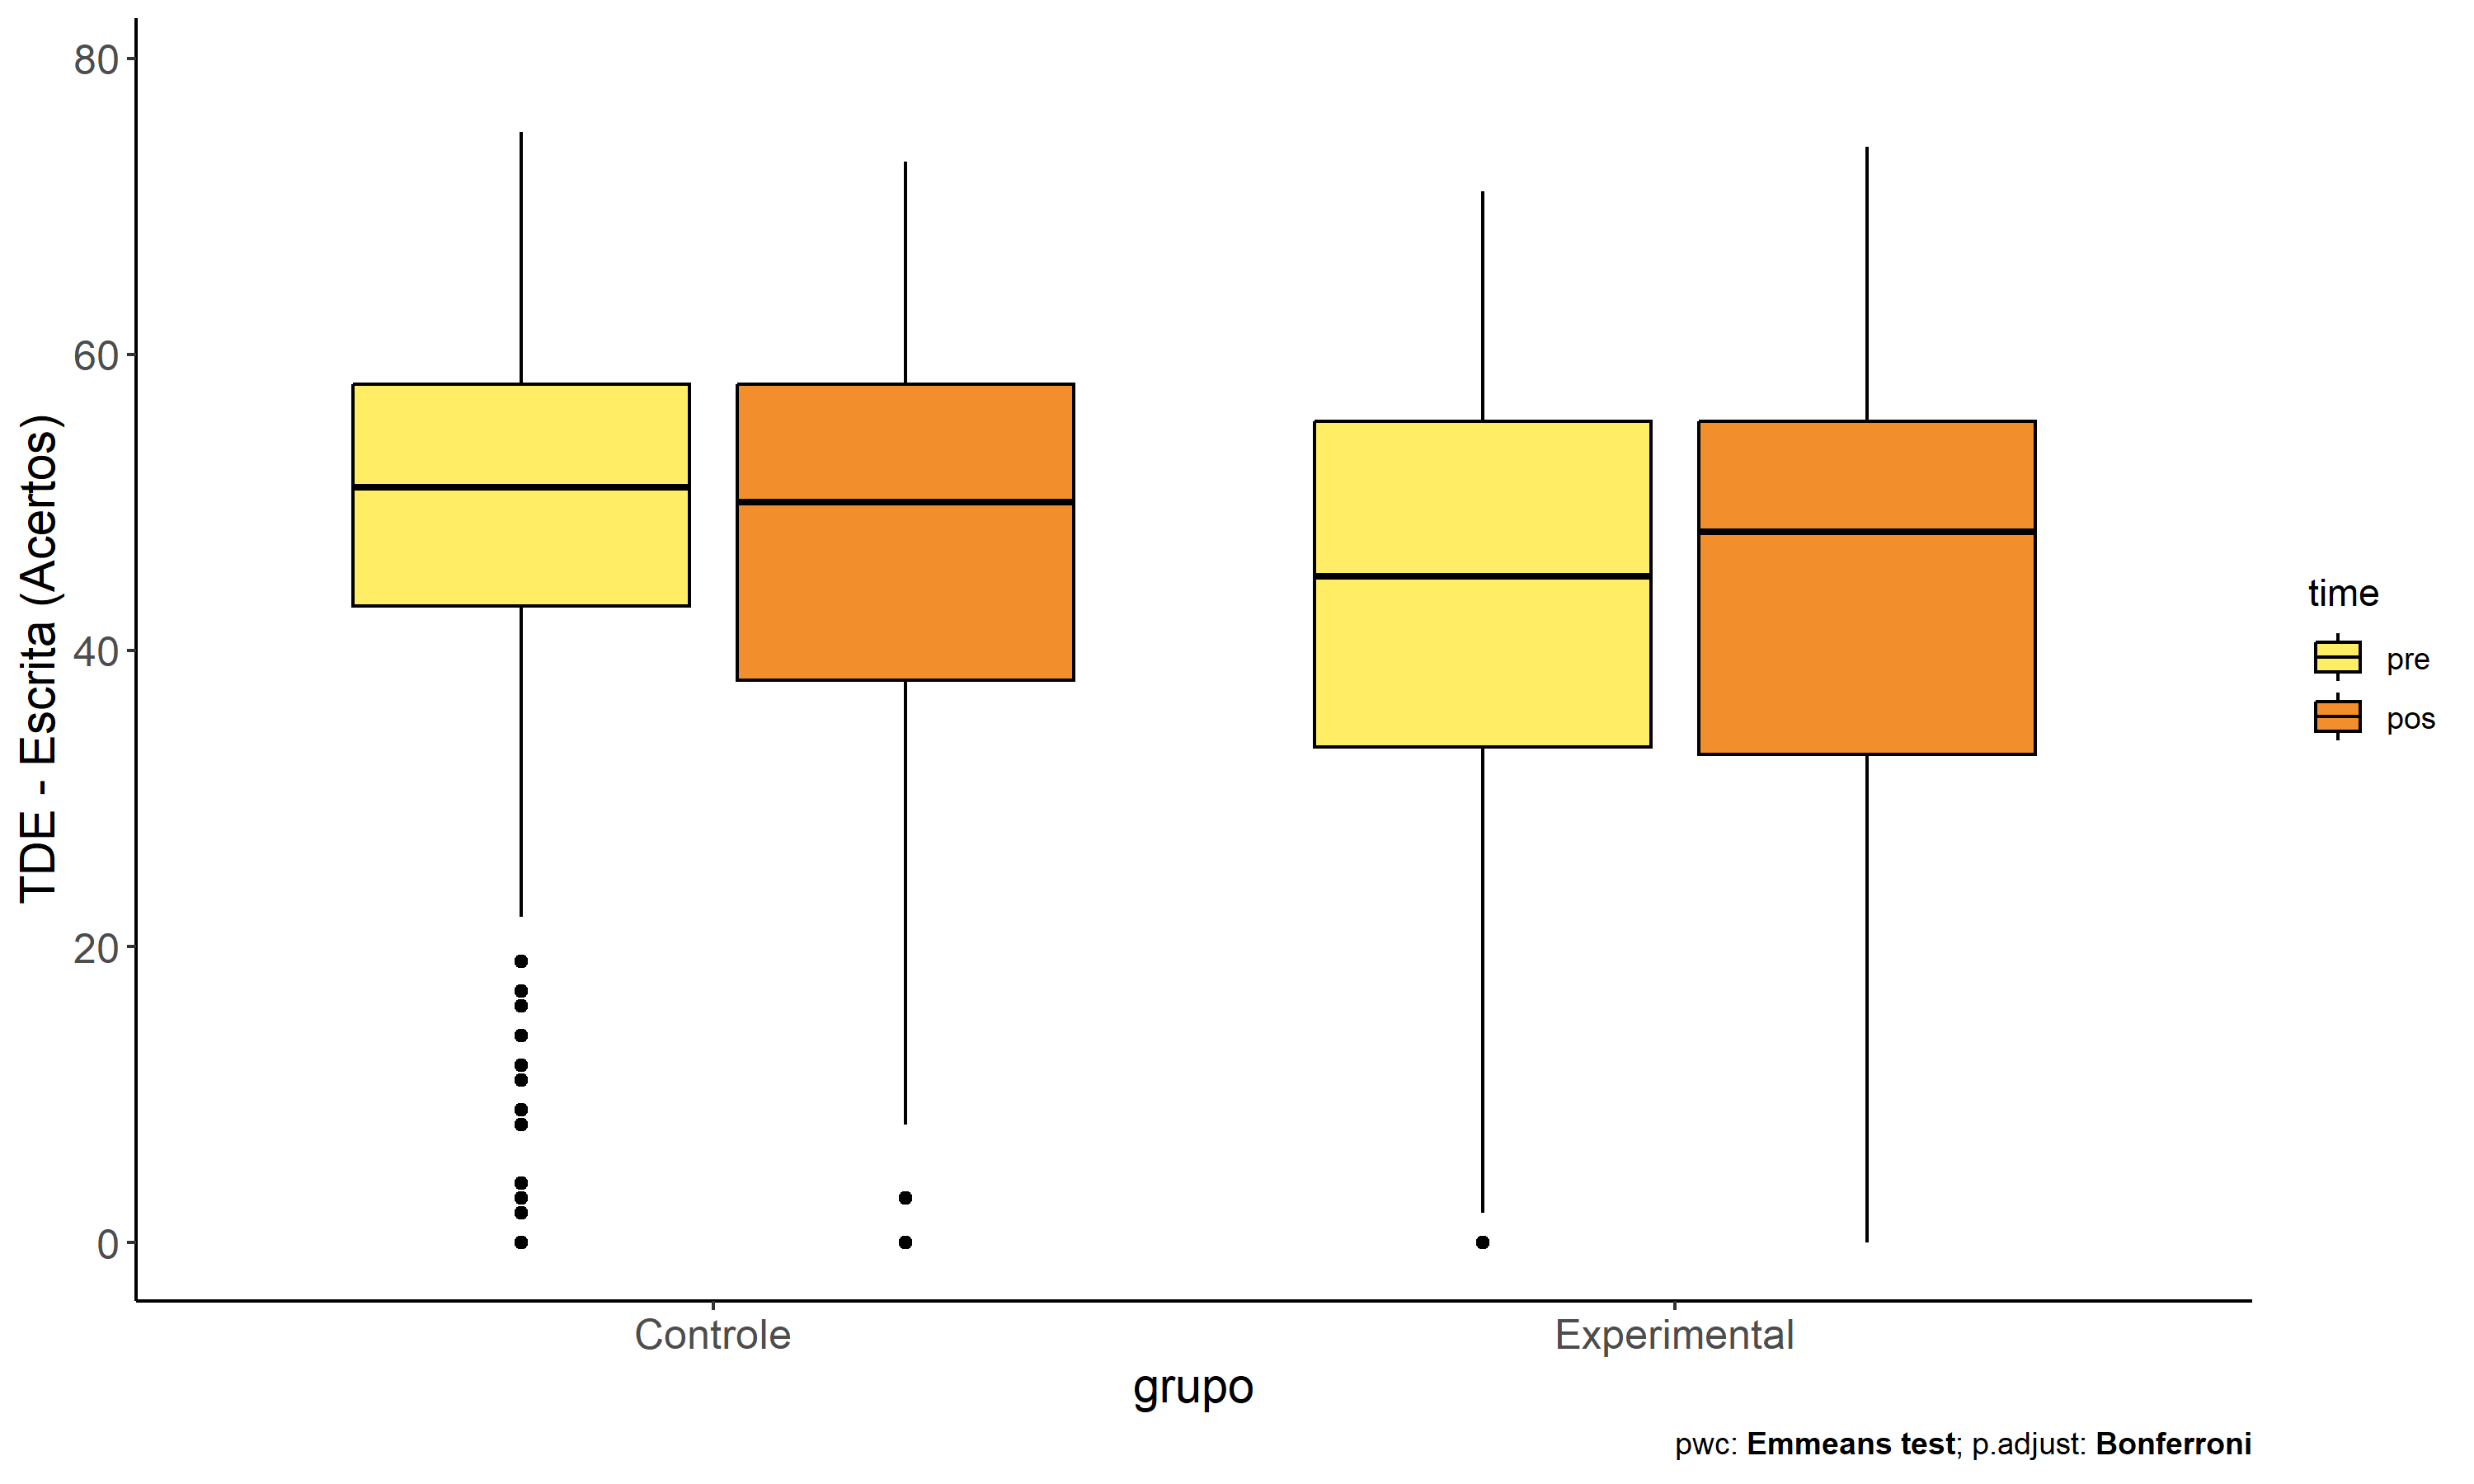 TDE - Escrita (Acertos)
80
60
40
20
0
Controle
Experimental
grupo
time
pre
pos
pwc: Emmeans test; p.adjust: Bonferroni